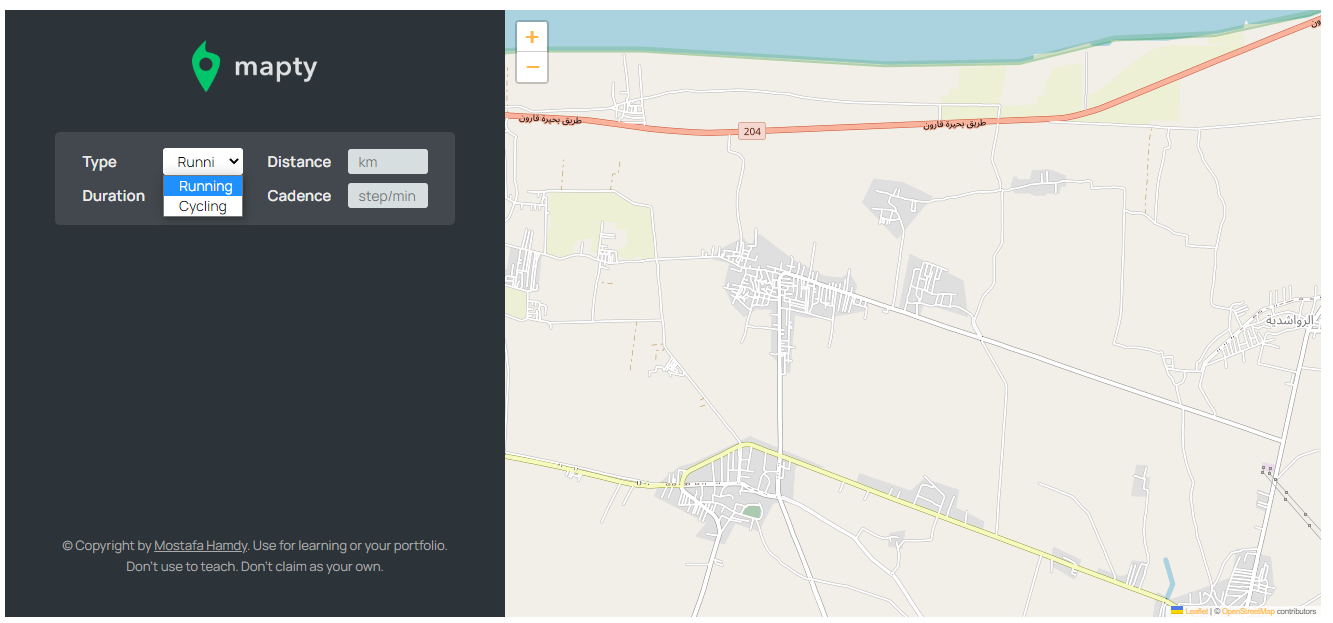 mapty
Type
Runni
Distance
km
Duration
Running
Cycling
Cadence
step/min
© Copyright by Mostafa Hamdy. Use for learning or your portfolio.
Don't use to teach. Don't claim as your own.
+
−
طريق بحيرة قارون
204
طريق بحيرة قارون
الرواشدية
Leaflet | © OpenStreetMap contributors